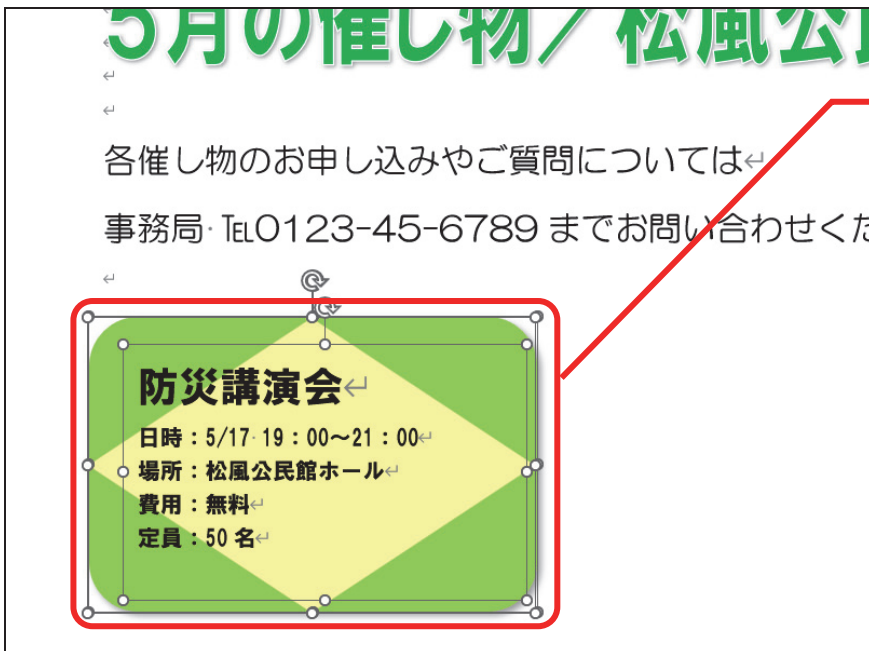 5月の催し物／松風公
各催し物のお申し込みやご質問については
事務局 ℡0123-45-6789 までお問い合わせくだ
防災講演会
日時：5/17 19：00～21：00
場所：松風公民館ホール
費用：無料
定員：50 名